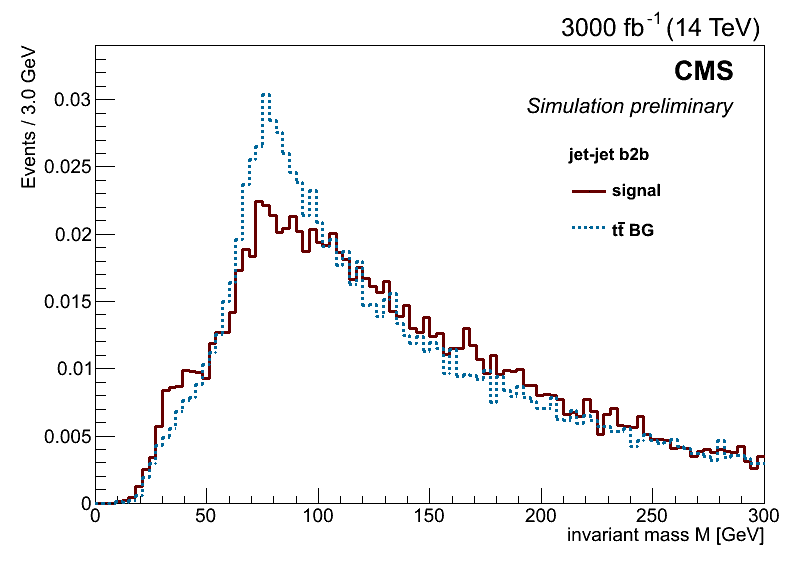 3000 fb-1 (14 TeV)
Events / 3.0 GeV
CMS
Simulation preliminary
jet-jet b2b
signal
tt̄ BG
0.03
0.025
0.02
0.015
0.01
0.005
0
0 50 100 150 200 250 300
invariant mass M [GeV]